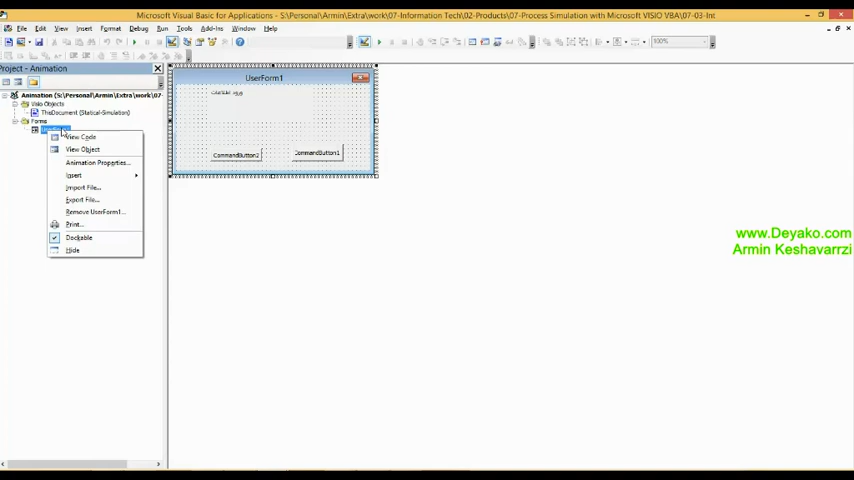 Microsoft Visual Basic for Applications - S:\Personal\Armin\Extra\work\07-Information Tech\02-Products\07-Process Simulation with Microsoft VISIO VBA\07-03-Int
File Edit View Insert Format Debug Run Tools Add-Ins Window Help
100%
Project - Animation
Animation (S:\Personal\Armin\Extra\work\07-
Visio Objects
ThisDocument (Statical-Simulation)
Forms
View Code
View Object
Animation Properties...
Insert
Import File...
Export File...
Remove UserForm1...
Print...
Dockable
Hide
UserForm1
CommandButton2
CommandButton1
www.Deyako.com
Armin Keshavarrzi